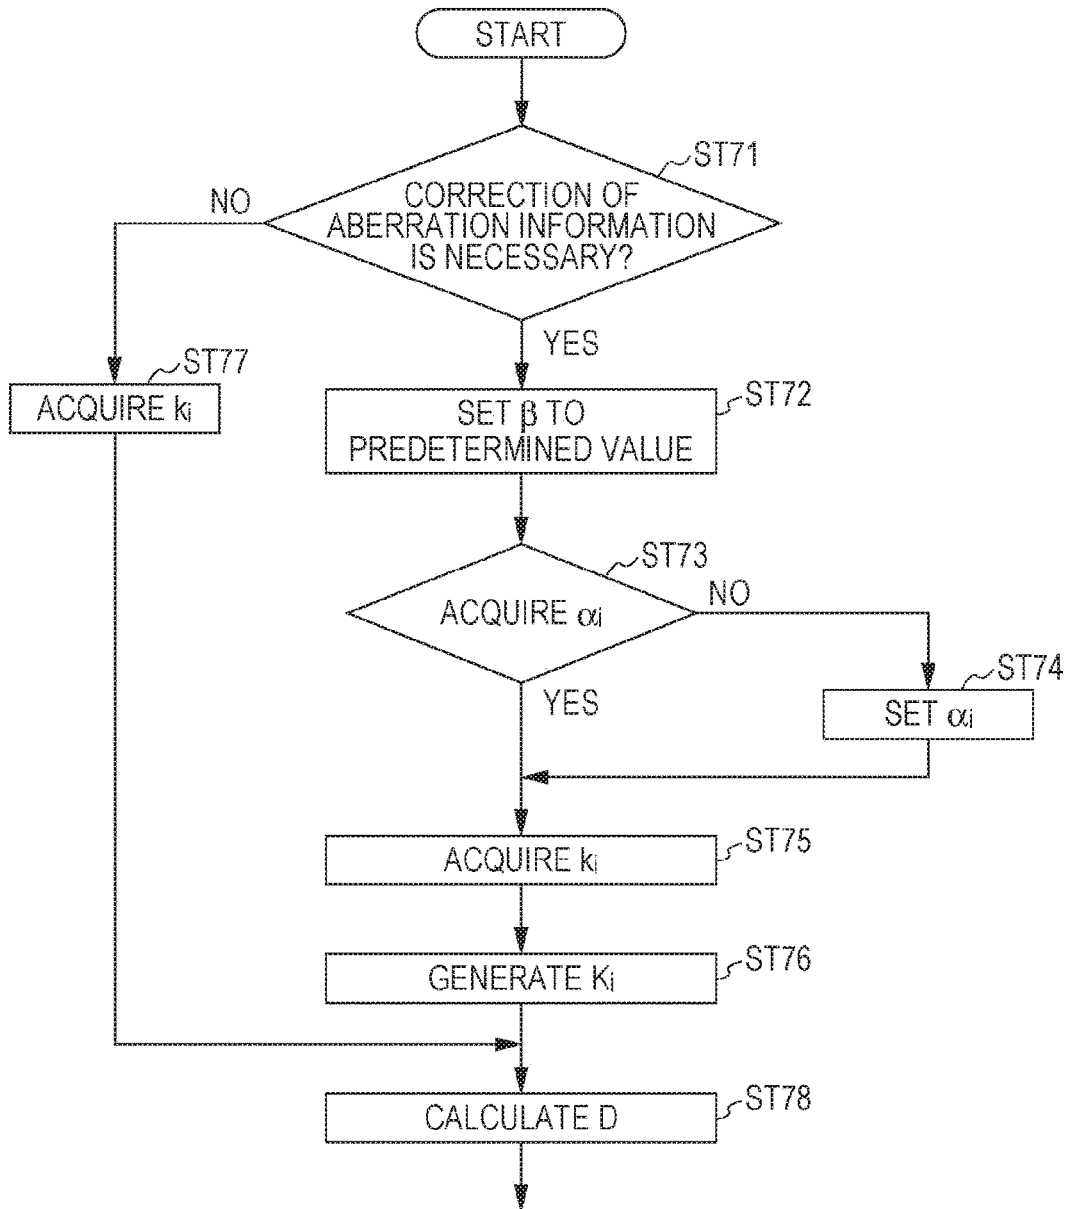 START
ST71
CORRECTION OF
ABERRATION INFORMATION
IS NECESSARY?
NO
YES
ST77
ACQUIRE ki
ST72
SET β TO
PREDETERMINED VALUE
ST73
ACQUIRE αi
NO
YES
ST74
SET αi
ST75
ACQUIRE ki
ST76
GENERATE Ki
ST78
CALCULATE D